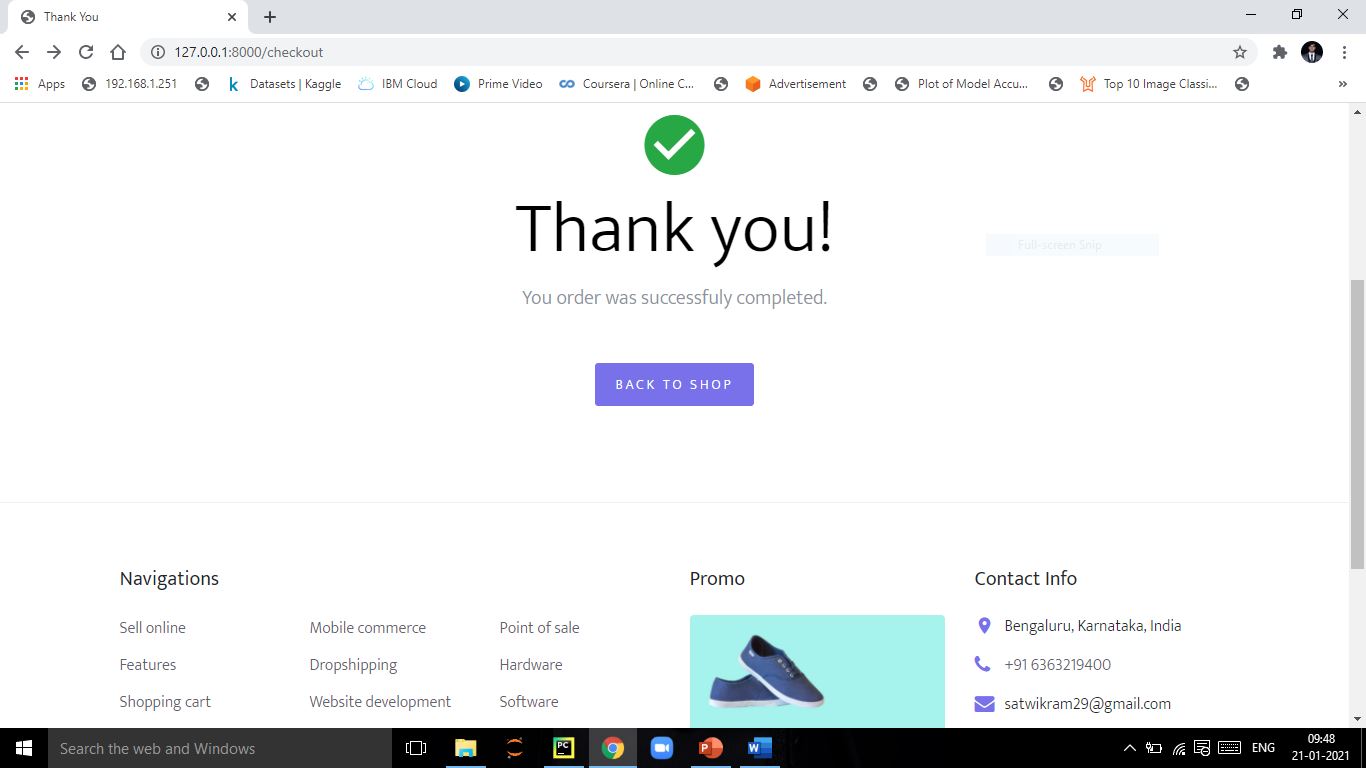 Thank You
127.0.0.1:8000/checkout
Apps 192.168.1.251 Datasets | Kaggle IBM Cloud Prime Video Coursera | Online C... Advertisement Plot of Model Accu... Top 10 Image Classi... »
Thank you!
Full-screen Snip
You order was successfuly completed.
BACK TO SHOP
Navigations
Sell online
Features
Shopping cart
Mobile commerce
Dropshipping
Website development
Point of sale
Hardware
Software
Promo
Contact Info
Bengaluru, Karnataka, India
+91 6363219400
satwikram29@gmail.com
Search the web and Windows
PC
ENG
09:48
21-01-2021